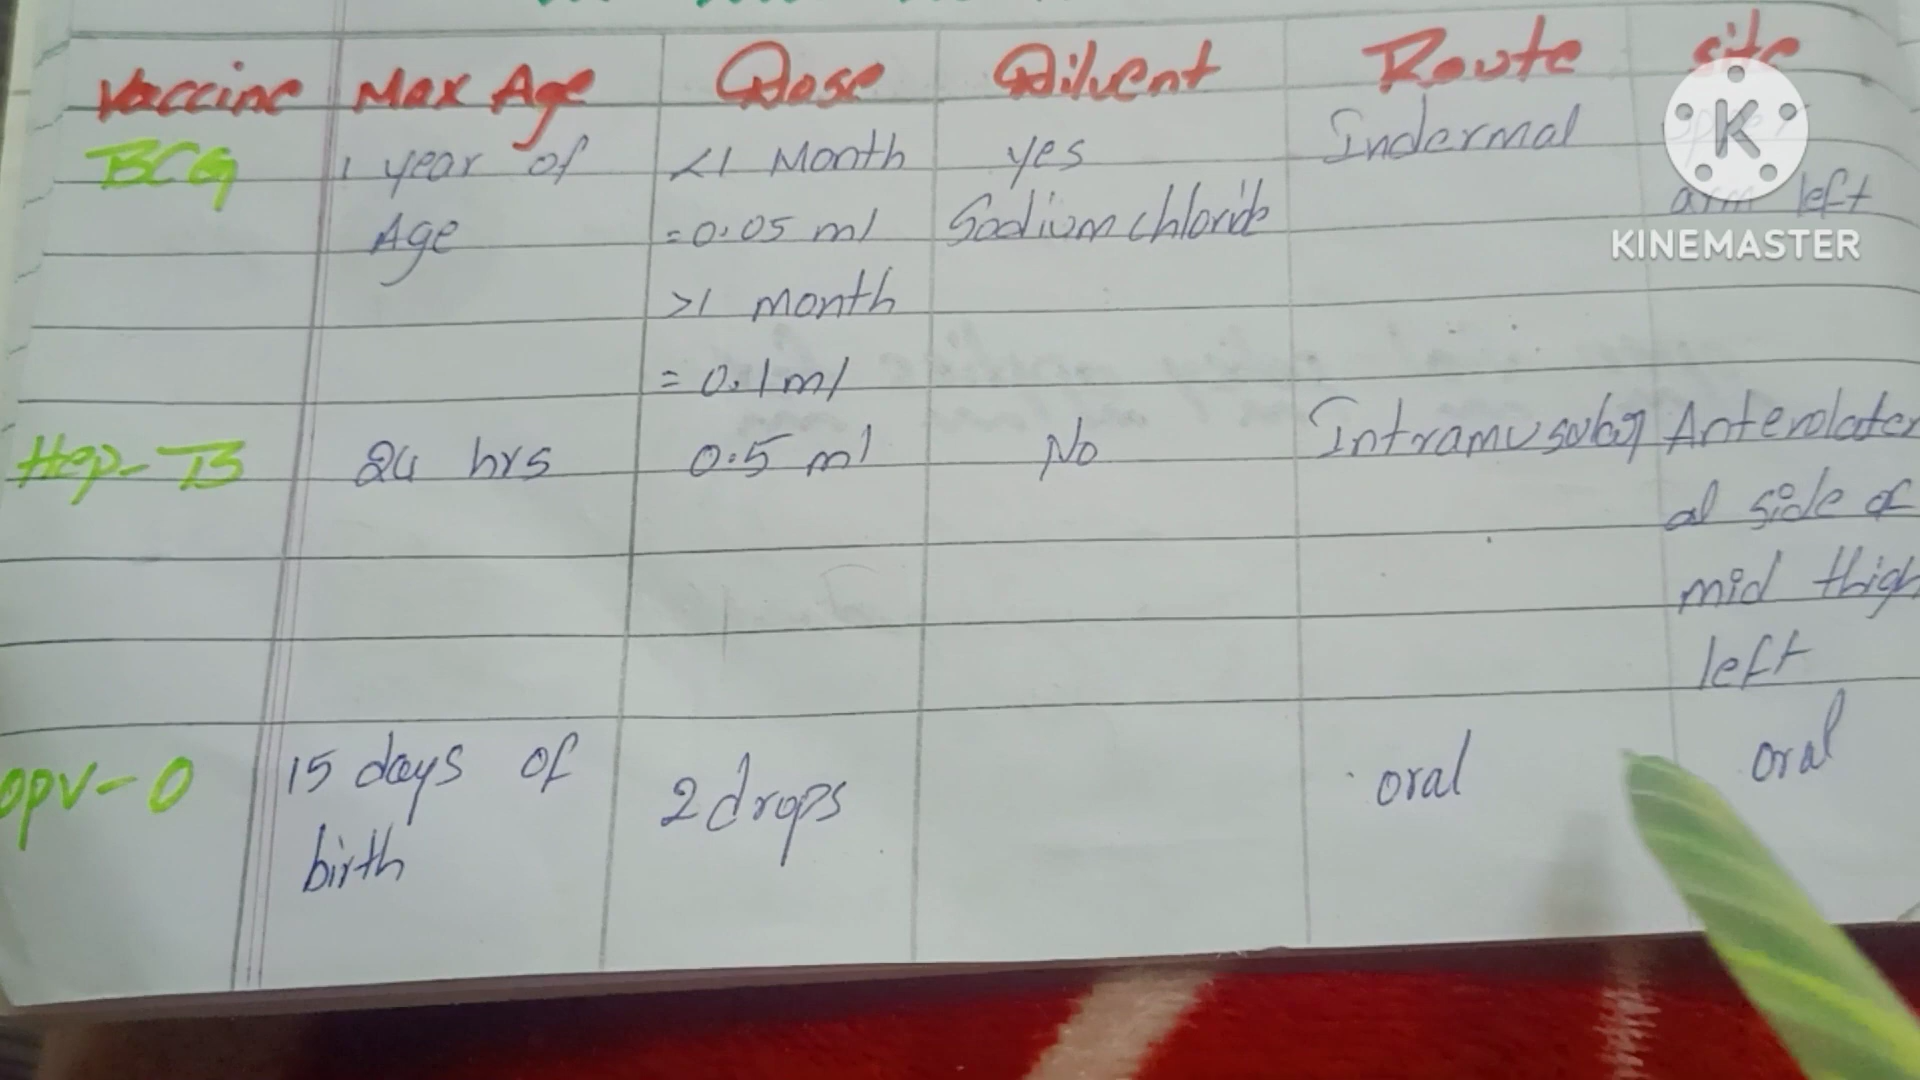 Vaccine Max Age Dose Diluent Route site
BCG 1 year of <1 Month yes Indermal
Age =0.05 ml Sodium chloride arm left
KINEMASTER
>1 month
= 0.1ml
Hep-B 24 hrs 0.5 ml No Anterolater
al side of
mid thigh
left
OPV-0 15 days of 2 drops oral oral
birth